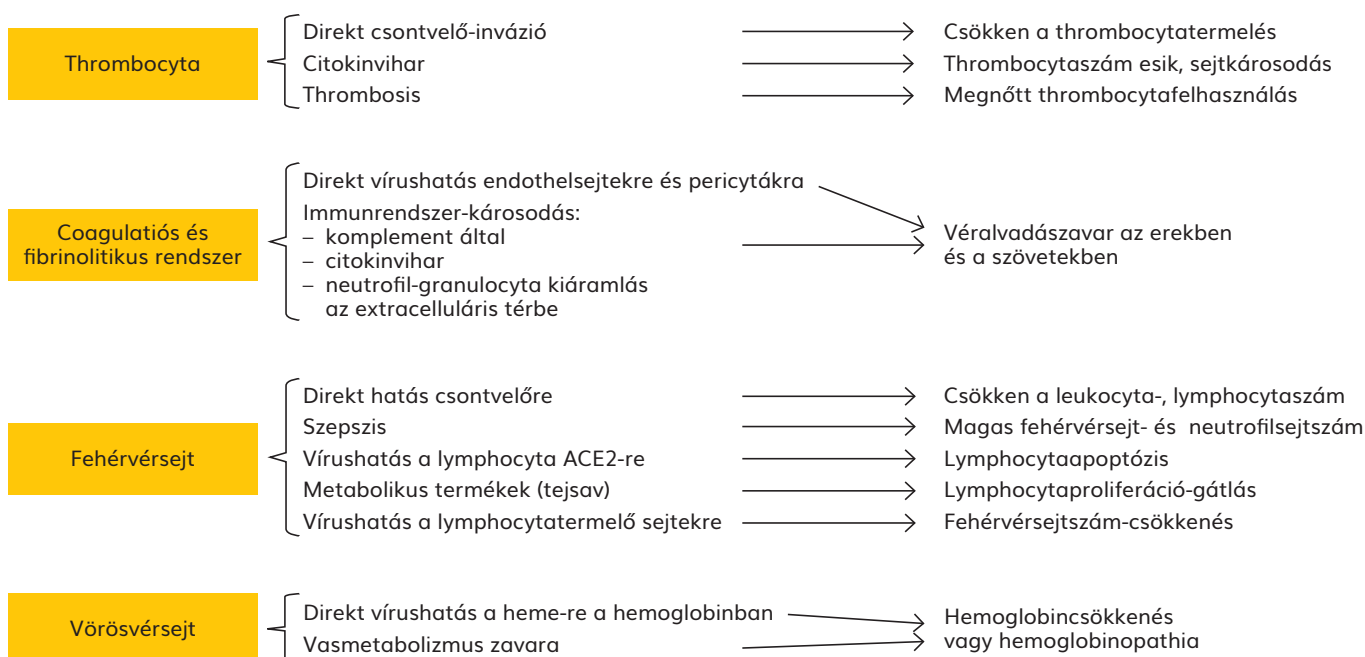 Thrombocyta
Direkt csontvelő-invázió
Csökken a thrombocytatermelés
Citokinvihar
Thrombocytaszám esik, sejtkárosodás
Thrombosis
Megnőtt thrombocytafelhasználás
Coagulatiós és
fibrinolitikus rendszer
Direkt vírushatás endothelsejtekre és pericytákra
Immunrendszer-károsodás:
– komplement által
– citokinvihar
– neutrofil-granulocyta kiáramlás
az extracelluláris térbe
Véralvadászavar az erekben
és a szövetekben
Fehérvérsejt
Direkt hatás csontvelőre
Csökken a leukocyta-, lymphocytaszám
Szepszis
Magas fehérvérsejt- és neutrofilsejtszám
Vírushatás a lymphocyta ACE2-re
Lymphocytaapoptózis
Metabolikus termékek (tejsav)
Lymphocytaproliferáció-gátlás
Vírushatás a lymphocytatermelő sejtekre
Fehérvérsejtszám-csökkenés
Vörösvérsejt
Direkt vírushatás a heme-re a hemoglobinban
Vasmetabolizmus zavara
Hemoglobincsökkenés
vagy hemoglobinopathia